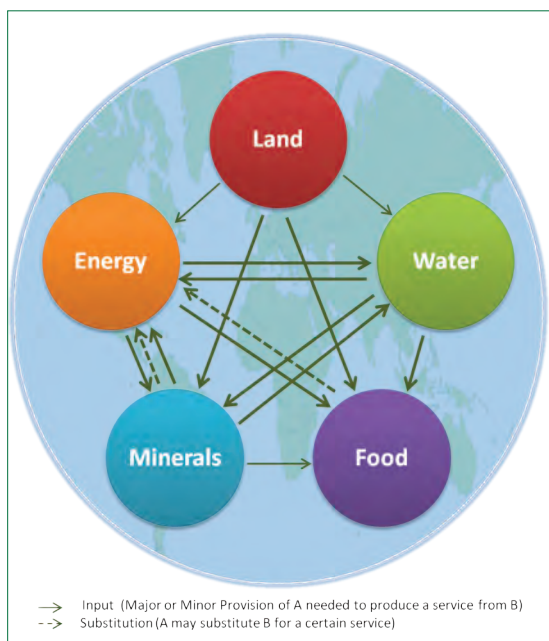 Land
Energy
Water
Minerals
Food
Input (Major or Minor Provision of A needed to produce a service from B)
Substitution (A may substitute B for a certain service)